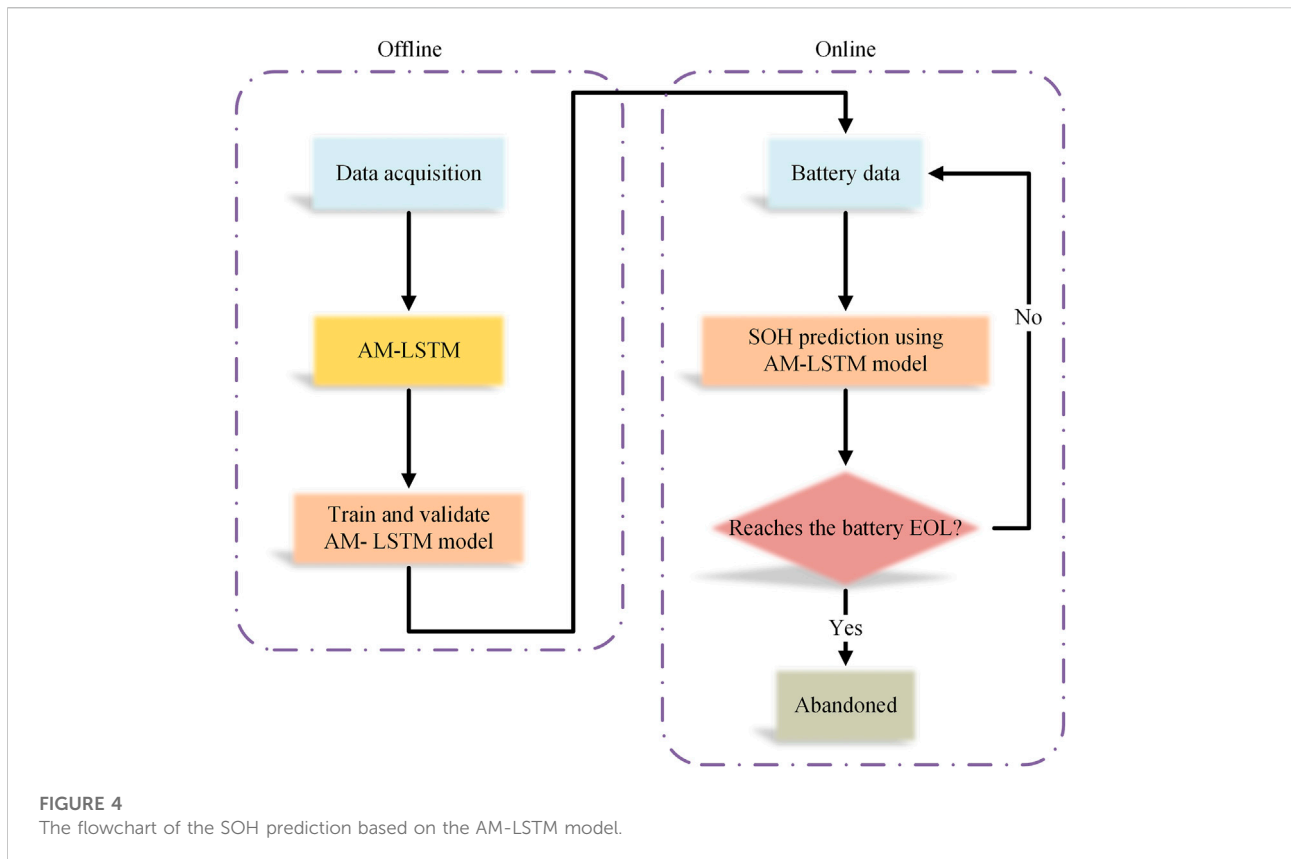 Offline
Data acquisition
AM-LSTM
Train and validate
AM- LSTM model
Online
Battery data
SOH prediction using
AM-LSTM model
No
Reaches the battery EOL?
Yes
Abandoned
FIGURE 4
The flowchart of the SOH prediction based on the AM-LSTM model.